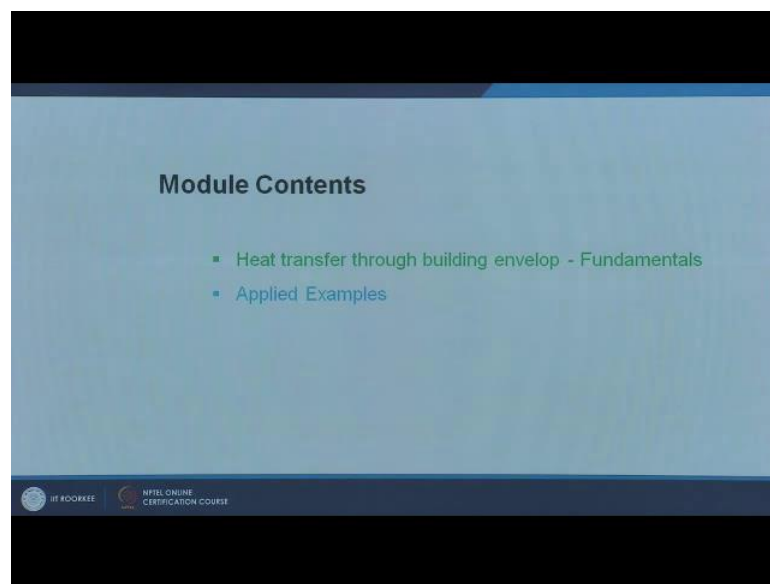 Module Contents
▪ Heat transfer through building envelop - Fundamentals
▪ Applied Examples
IIT ROORKEE
NPTEL ONLINE
CERTIFICATION COURSE